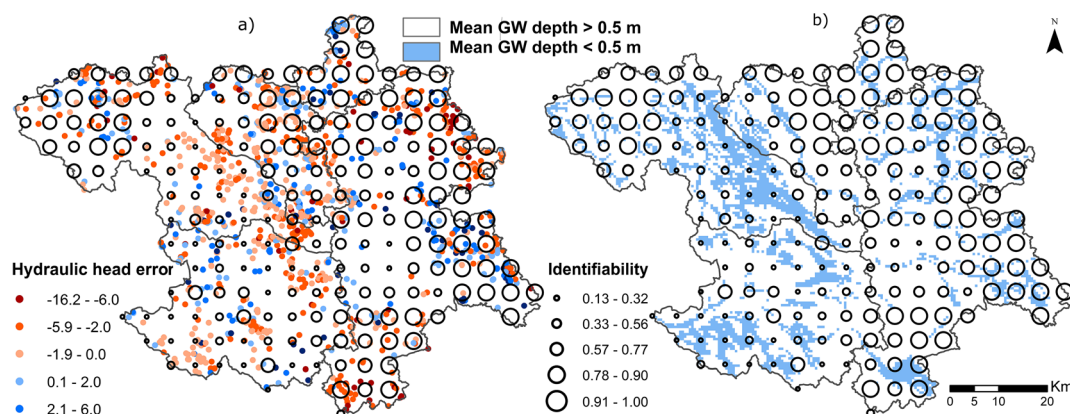 a)
Mean GW depth > 0.5 m
Mean GW depth < 0.5 m
b)
N
Hydraulic head error
-16.2 - -6.0
-5.9 - -2.0
-1.9 - 0.0
0.1 - 2.0
2.1 - 6.0
Identifiability
0.13 - 0.32
0.33 - 0.56
0.57 - 0.77
0.78 - 0.90
0.91 - 1.00
Km
0 5 10 20